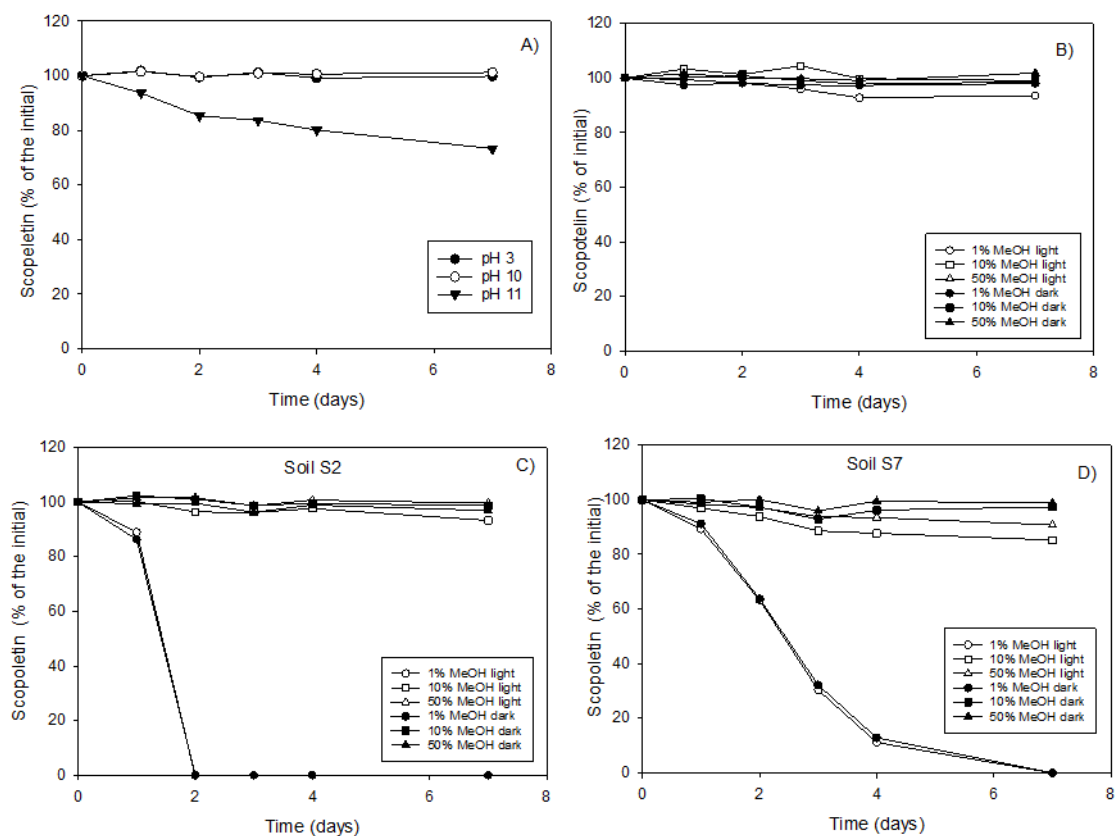 A)
Scopeletin (% of the initial)
120
100
80
60
40
20
0
pH 3
pH 10
pH 11
0 2 4 6 8
Time (days)
B)
Scopotelin (% of initial)
120
100
80
60
40
20
0
1% MeOH light
10% MeOH light
50% MeOH light
1% MeOH dark
10% MeOH dark
50% MeOH dark
0 2 4 6 8
Time (days)
Soil S2 C)
Scopoletin (% of the initial)
120
100
80
60
40
20
0
1% MeOH light
10% MeOH light
50% MeOH light
1% MeOH dark
10% MeOH dark
50% MeOH dark
0 2 4 6 8
Time (days)
Soil S7 D)
Scopoletin (% of the initial)
120
100
80
60
40
20
0
1% MeOH light
10% MeOH light
50% MeOH light
1% MeOH dark
10% MeOH dark
50% MeOH dark
0 2 4 6 8
Time (days)